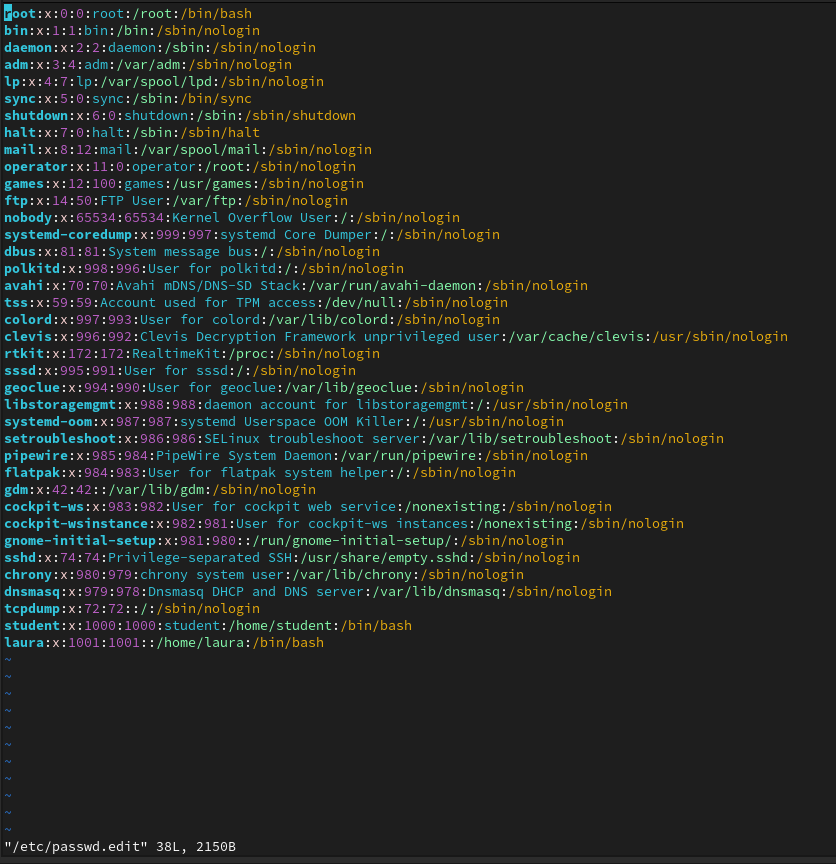 root:x:0:0:root:/root:/bin/bash
bin:x:1:1:bin:/bin:/sbin/nologin
daemon:x:2:2:daemon:/sbin:/sbin/nologin
adm:x:3:4:adm:/var/adm:/sbin/nologin
lp:x:4:7:lp:/var/spool/lpd:/sbin/nologin
sync:x:5:0:sync:/sbin:/bin/sync
shutdown:x:6:0:shutdown:/sbin:/sbin/shutdown
halt:x:7:0:halt:/sbin:/sbin/halt
mail:x:8:12:mail:/var/spool/mail:/sbin/nologin
operator:x:11:0:operator:/root:/sbin/nologin
games:x:12:100:games:/usr/games:/sbin/nologin
ftp:x:14:50:FTP User:/var/ftp:/sbin/nologin
nobody:x:65534:65534:Kernel Overflow User:/:/sbin/nologin
systemd-coredump:x:999:997:systemd Core Dumper:/:/sbin/nologin
dbus:x:81:81:System message bus:/:/sbin/nologin
polkitd:x:998:996:User for polkitd:/:/sbin/nologin
avahi:x:70:70:Avahi mDNS/DNS-SD Stack:/var/run/avahi-daemon:/sbin/nologin
tss:x:59:59:Account used for TPM access:/dev/null:/sbin/nologin
colord:x:997:993:User for colord:/var/lib/colord:/sbin/nologin
clevis:x:996:992:Clevis Decryption Framework unprivileged user:/var/cache/clevis:/usr/sbin/nologin
rtkit:x:172:172:RealtimeKit:/proc:/sbin/nologin
sssd:x:995:991:User for sssd:/:/sbin/nologin
geoclue:x:994:990:User for geoclue:/var/lib/geoclue:/sbin/nologin
libstoragemgmt:x:988:988:daemon account for libstoragemgmt:/:/usr/sbin/nologin
systemd-oom:x:987:987:systemd Userspace OOM Killer:/:/usr/sbin/nologin
setroubleshoot:x:986:986:SELinux troubleshoot server:/var/lib/setroubleshoot:/sbin/nologin
pipewire:x:985:984:PipeWire System Daemon:/var/run/pipewire:/sbin/nologin
flatpak:x:984:983:User for flatpak system helper:/:/sbin/nologin
gdm:x:42:42::/var/lib/gdm:/sbin/nologin
cockpit-ws:x:983:982:User for cockpit web service:/nonexisting:/sbin/nologin
cockpit-wsinstance:x:982:981:User for cockpit-ws instances:/nonexisting:/sbin/nologin
gnome-initial-setup:x:981:980::/run/gnome-initial-setup/:/sbin/nologin
sshd:x:74:74:Privilege-separated SSH:/usr/share/empty.sshd:/sbin/nologin
chrony:x:980:979:chrony system user:/var/lib/chrony:/sbin/nologin
dnsmasq:x:979:978:Dnsmasq DHCP and DNS server:/var/lib/dnsmasq:/sbin/nologin
tcpdump:x:72:72::/:/sbin/nologin
student:x:1000:1000:student:/home/student:/bin/bash
laura:x:1001:1001::/home/laura:/bin/bash
~
~
~
~
~
~
~
~
~
~
~
"/etc/passwd.edit" 38L, 2150B